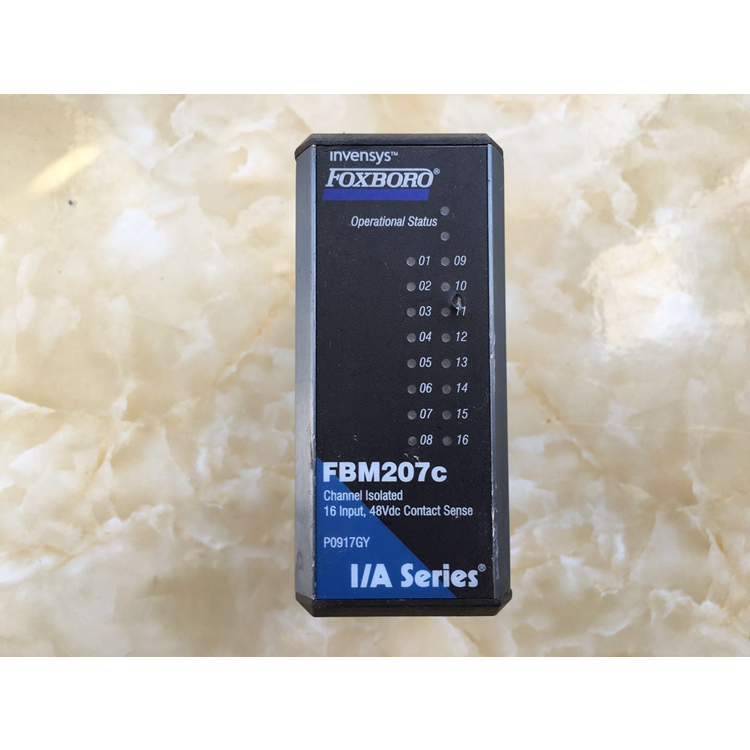 invensys™
FOXBORO®
Operational Status
01 09
02 10
03 11
04 12
05 13
06 14
07 15
08 16
FBM207c
Channel Isolated
16 Input, 48Vdc Contact Sense
P0917GY
I/A Series®